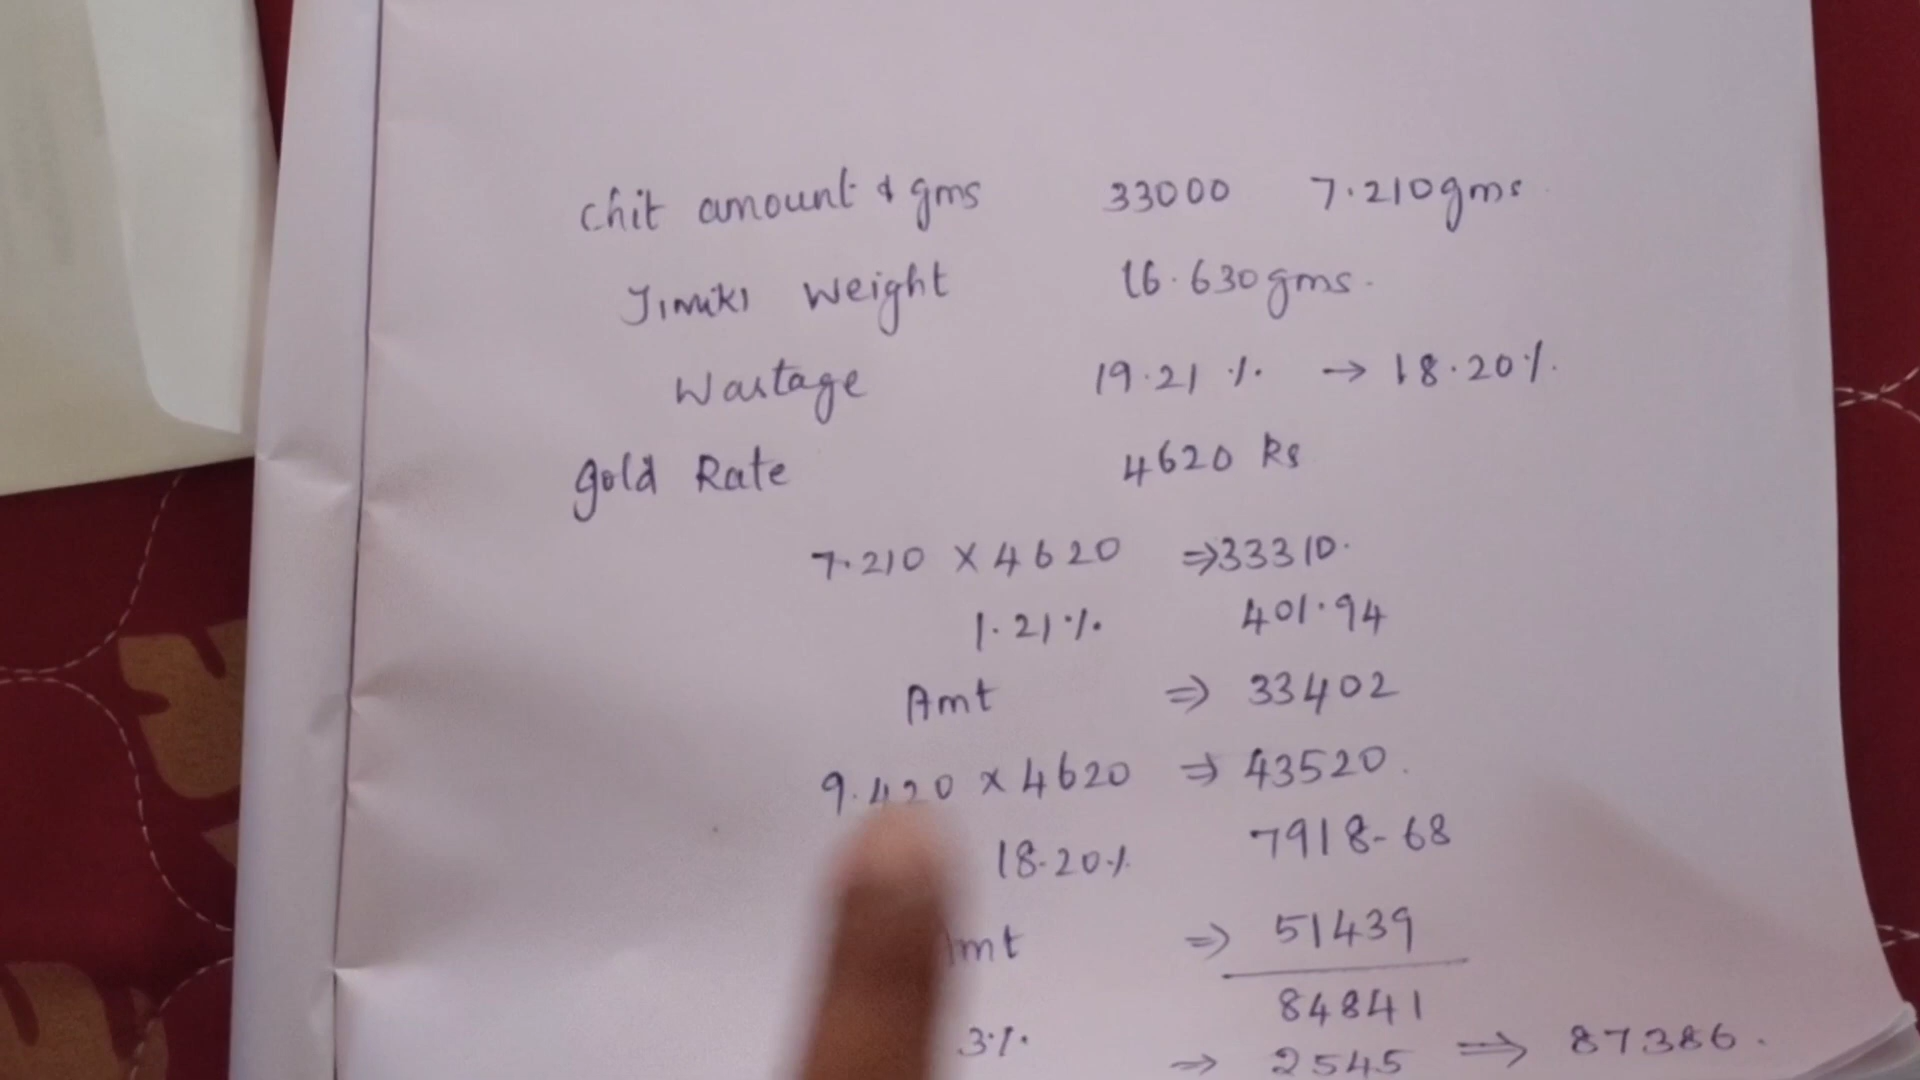 Chit amount & gms 33000 7.210gms
Jimiki Weight 16.630gms.
Wastage 19.21 % → 18.20%.
gold Rate 4620 Rs
7.210 X 4620 ⇒ 33310.
1.21% 401.94
Amt ⇒ 33402
9.420 x 4620 ⇒ 43520.
18.20% 7918-68
Amt ⇒ 51439
84841
3% ⇒ 2545 ⇒ 87386.